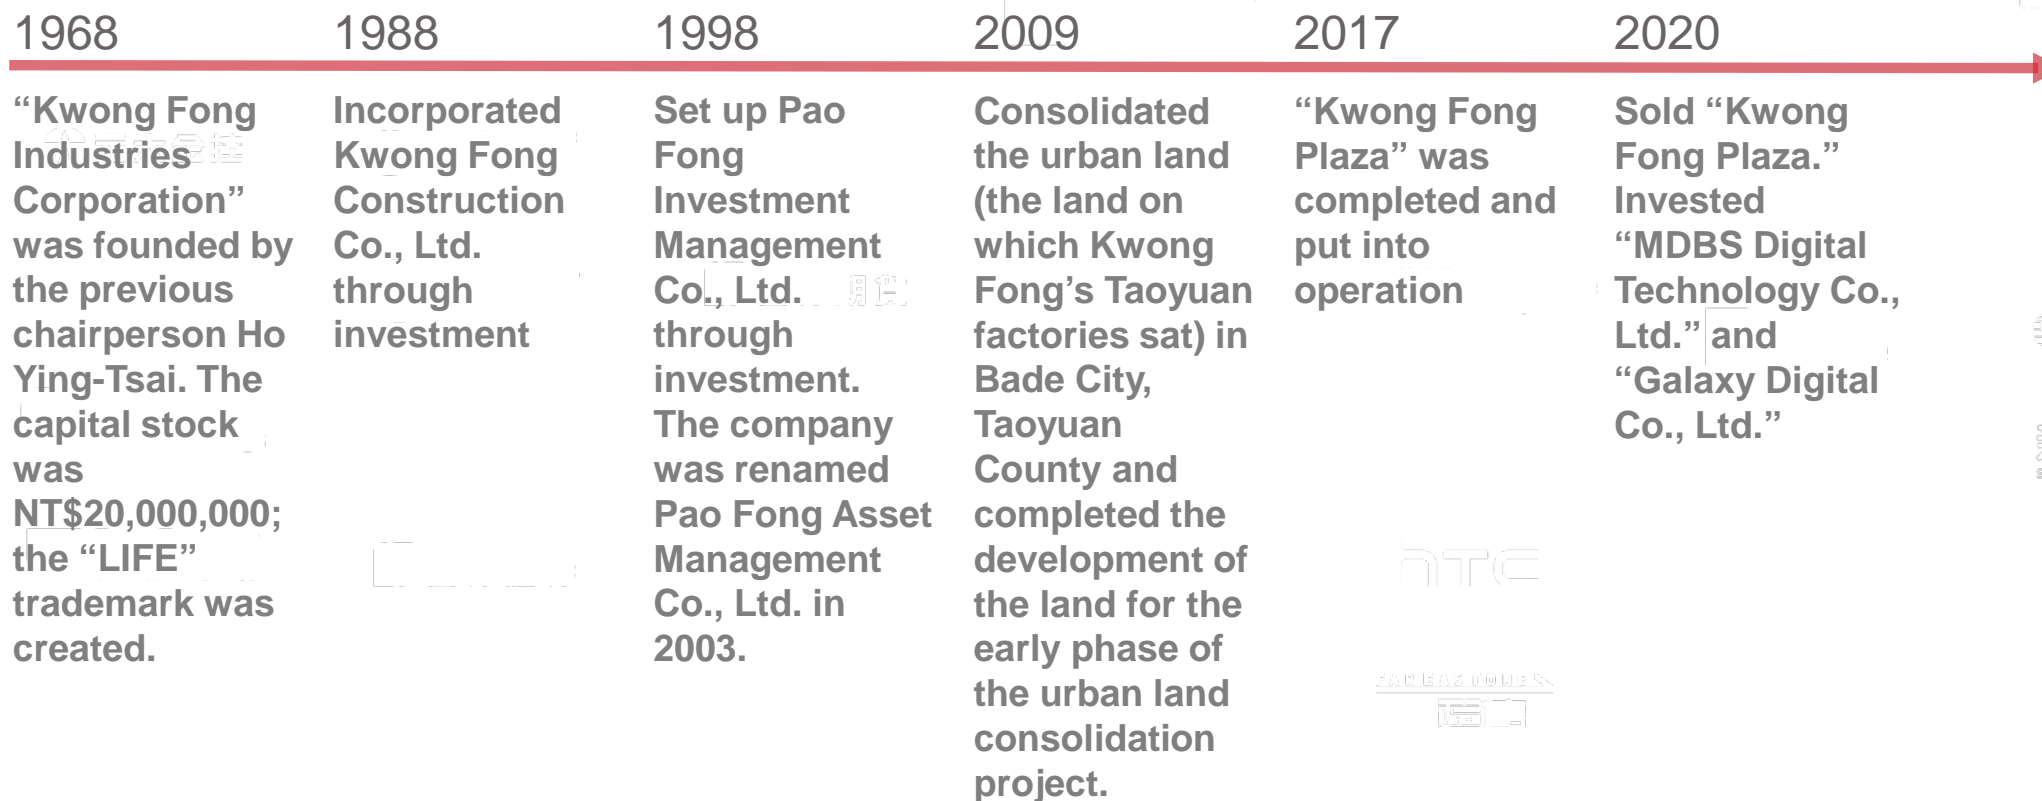 1968
“Kwong Fong
Industries
Corporation”
was founded by
the previous
chairperson Ho
Ying-Tsai. The
capital stock
was
NT$20,000,000;
the “LIFE”
trademark was
created.
1988
Incorporated
Kwong Fong
Construction
Co., Ltd.
through
investment
1998
Set up Pao
Fong
Investment
Management
Co., Ltd.
through
investment.
The company
was renamed
Pao Fong Asset
Management
Co., Ltd. in
2003.
2009
Consolidated
the urban land
(the land on
which Kwong
Fong’s Taoyuan
factories sat) in
Bade City,
Taoyuan
County and
completed the
development of
the land for the
early phase of
the urban land
consolidation
project.
2017
“Kwong Fong
Plaza” was
completed and
put into
operation
hTC
FAR EASTONE
2020
Sold “Kwong
Fong Plaza.”
Invested
“MDBS Digital
Technology Co.,
Ltd.” and
“Galaxy Digital
Co., Ltd.”